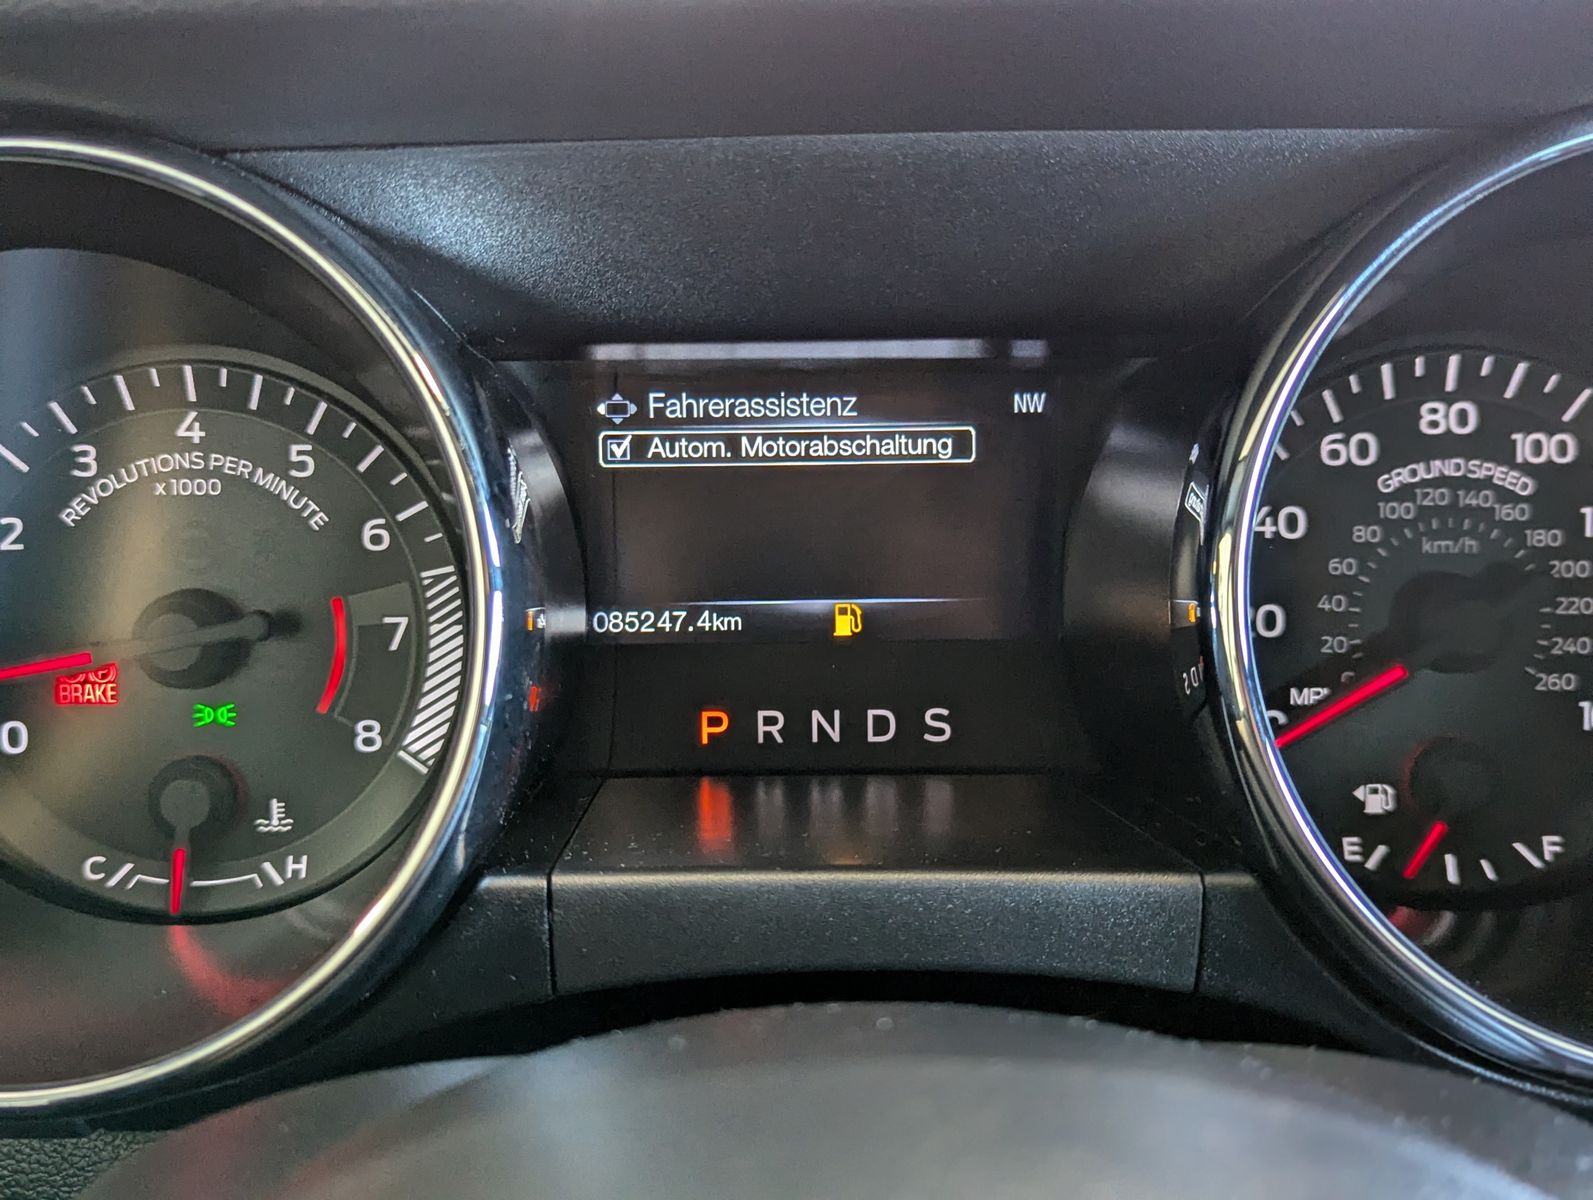 Fahrerassistenz NW
Autom. Motorabschaltung
085247.4km
P R N D S
2 3 4 5 6 7 8
0
REVOLUTIONS PER MINUTE
x1000
BRAKE
C H
40 60 80 100
GROUND SPEED
20 40 60 80 100 120 140 160 180 200 220 240 260
km/h
E F